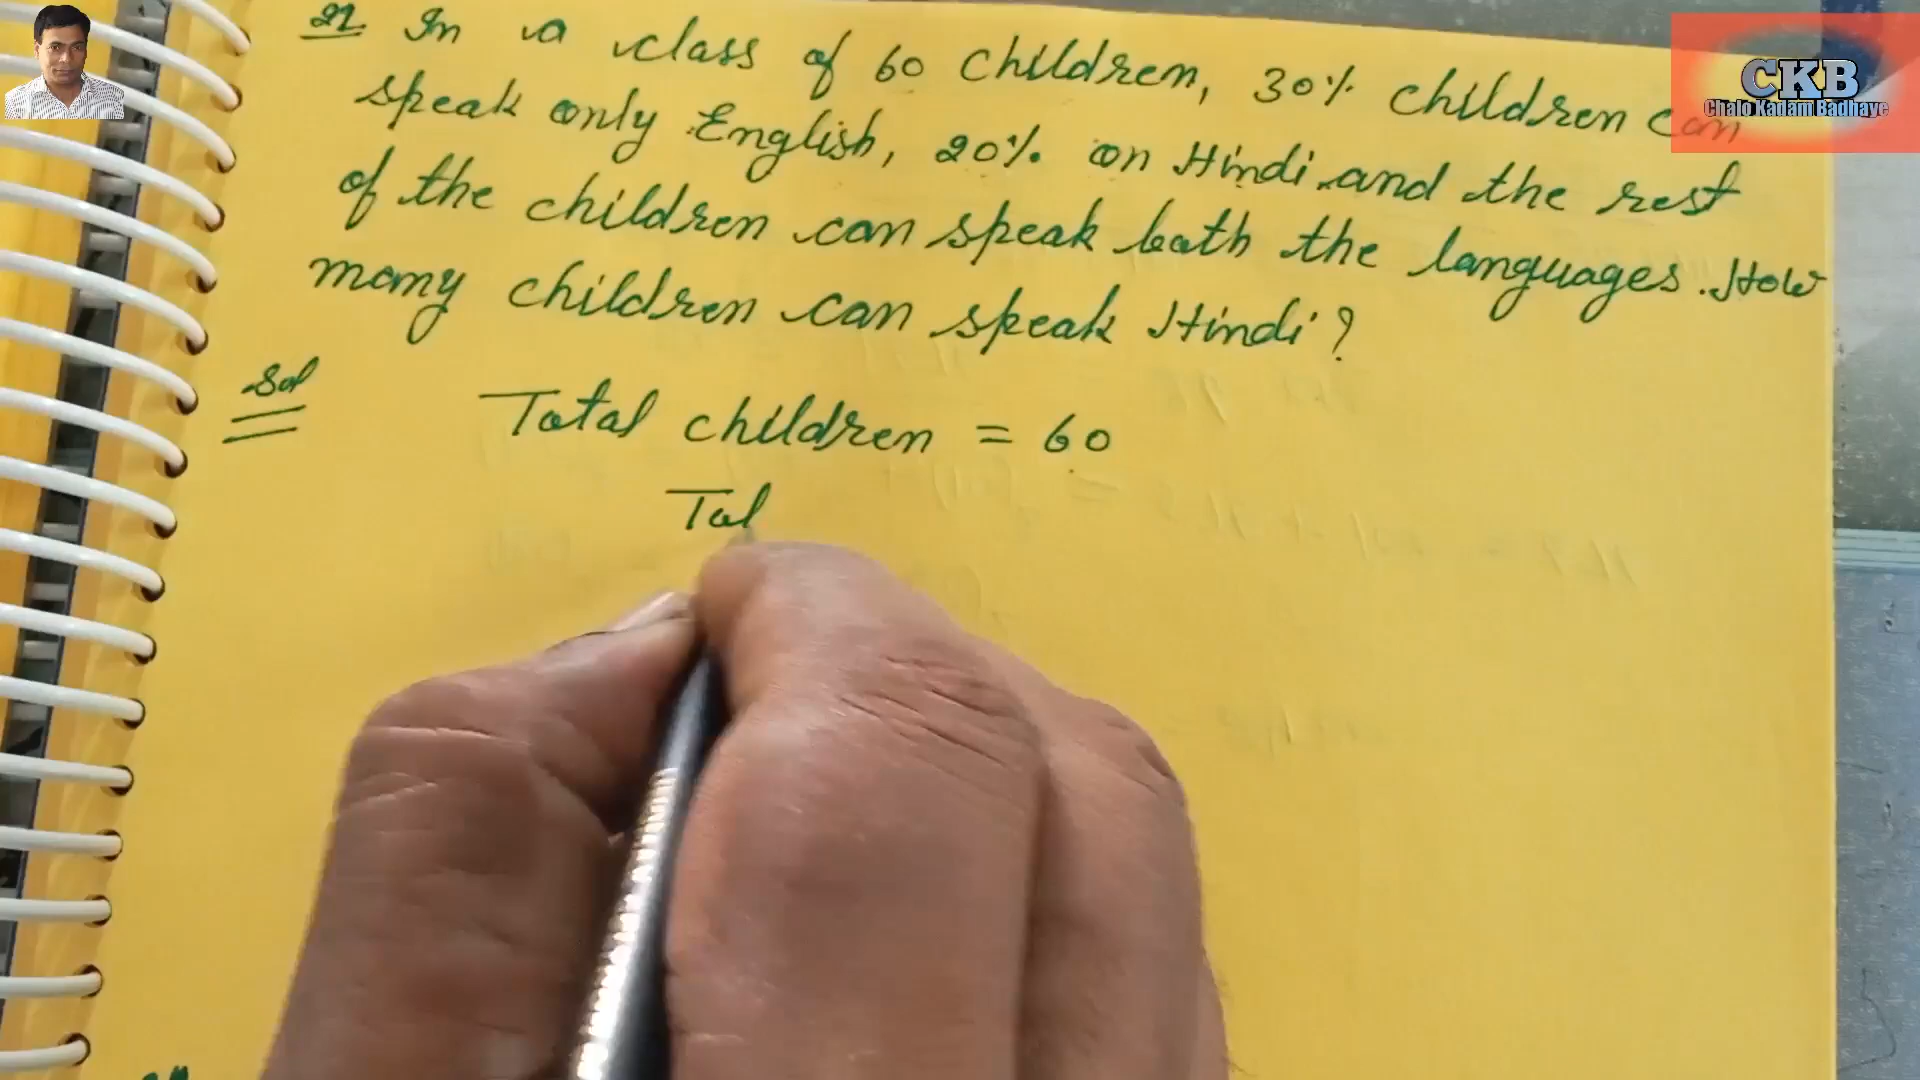 21. In a class of 60 children, 30% children can
speak only English, 20% on Hindi and the rest
of the children can speak both the languages. How
many children can speak Hindi?
Sol
Total children = 60
Tot
CKB
Chalo Kadam Badhaye